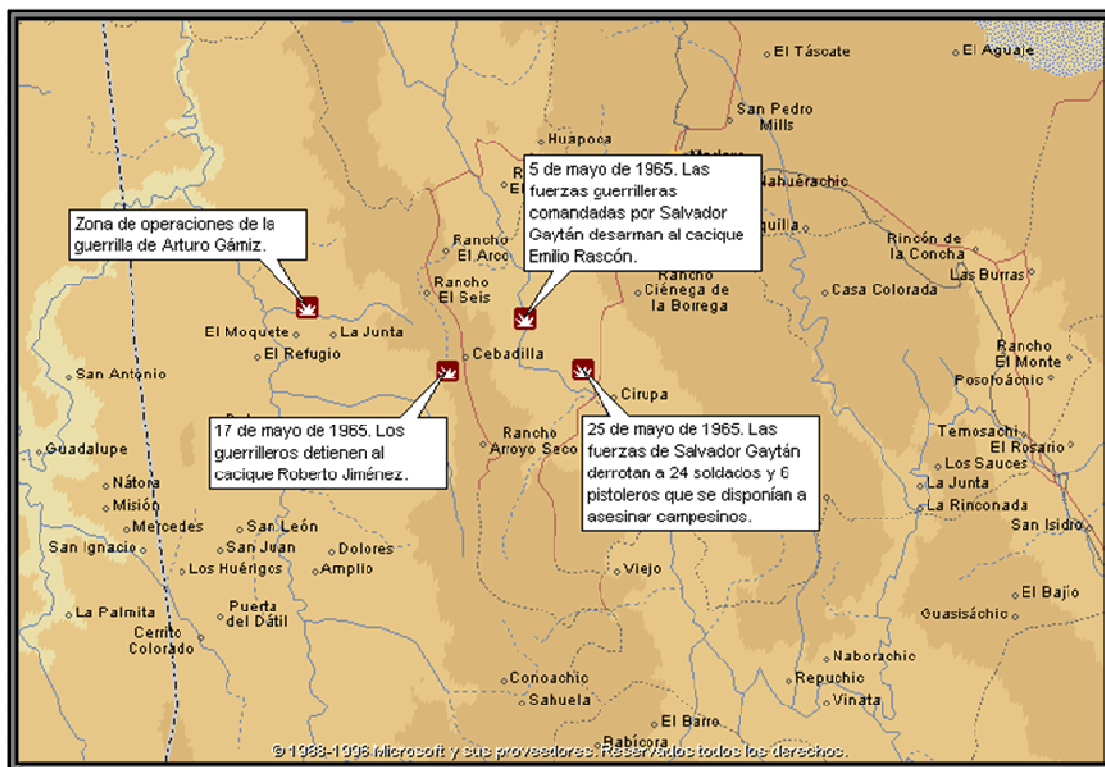 El Táscate
El Aguaje
San Pedro
Mills
Huapoca
5 de mayo de 1965. Las
fuerzas guerrilleras
comandadas por Salvador
Gaytán desarman al cacique
Emilio Rascón.
Nahuérachic
Zona de operaciones de la
guerrilla de Arturo Gámiz.
Rancho
El Arco
Rincón de
la Concha
Las Burras
Rancho
El Seis
Rancho
Ciénega de
la Borrega
Casa Colorada
El Moquete
La Junta
El Refugio
Cebadilla
Rancho
El Monte
Posofoáchic
San Antonio
Cirupa
17 de mayo de 1965. Los
guerrilleros detienen al
cacique Roberto Jiménez.
Rancho
Arroyo Seco
25 de mayo de 1965. Las
fuerzas de Salvador Gaytán
derrotan a 24 soldados y 6
pistoleros que se disponían a
asesinar campesinos.
Temosachi
El Rosario
Guadalupe
Los Sauces
Nátora
La Junta
Misión
La Rinconada
Mercedes
San León
San Isidro
San Ignacio
San Juan
Dolores
Los Huérigos
Amplio
Viejo
El Bajío
La Palmita
Puerta
del Dátil
Guasisáchic
Cerrito
Colorado
Naborachic
Conoachic
Repuchic
Sahuela
Vinata
El Barro
Babícora
© 1988-1996 Microsoft y sus proveedores. Reservados todos los derechos.